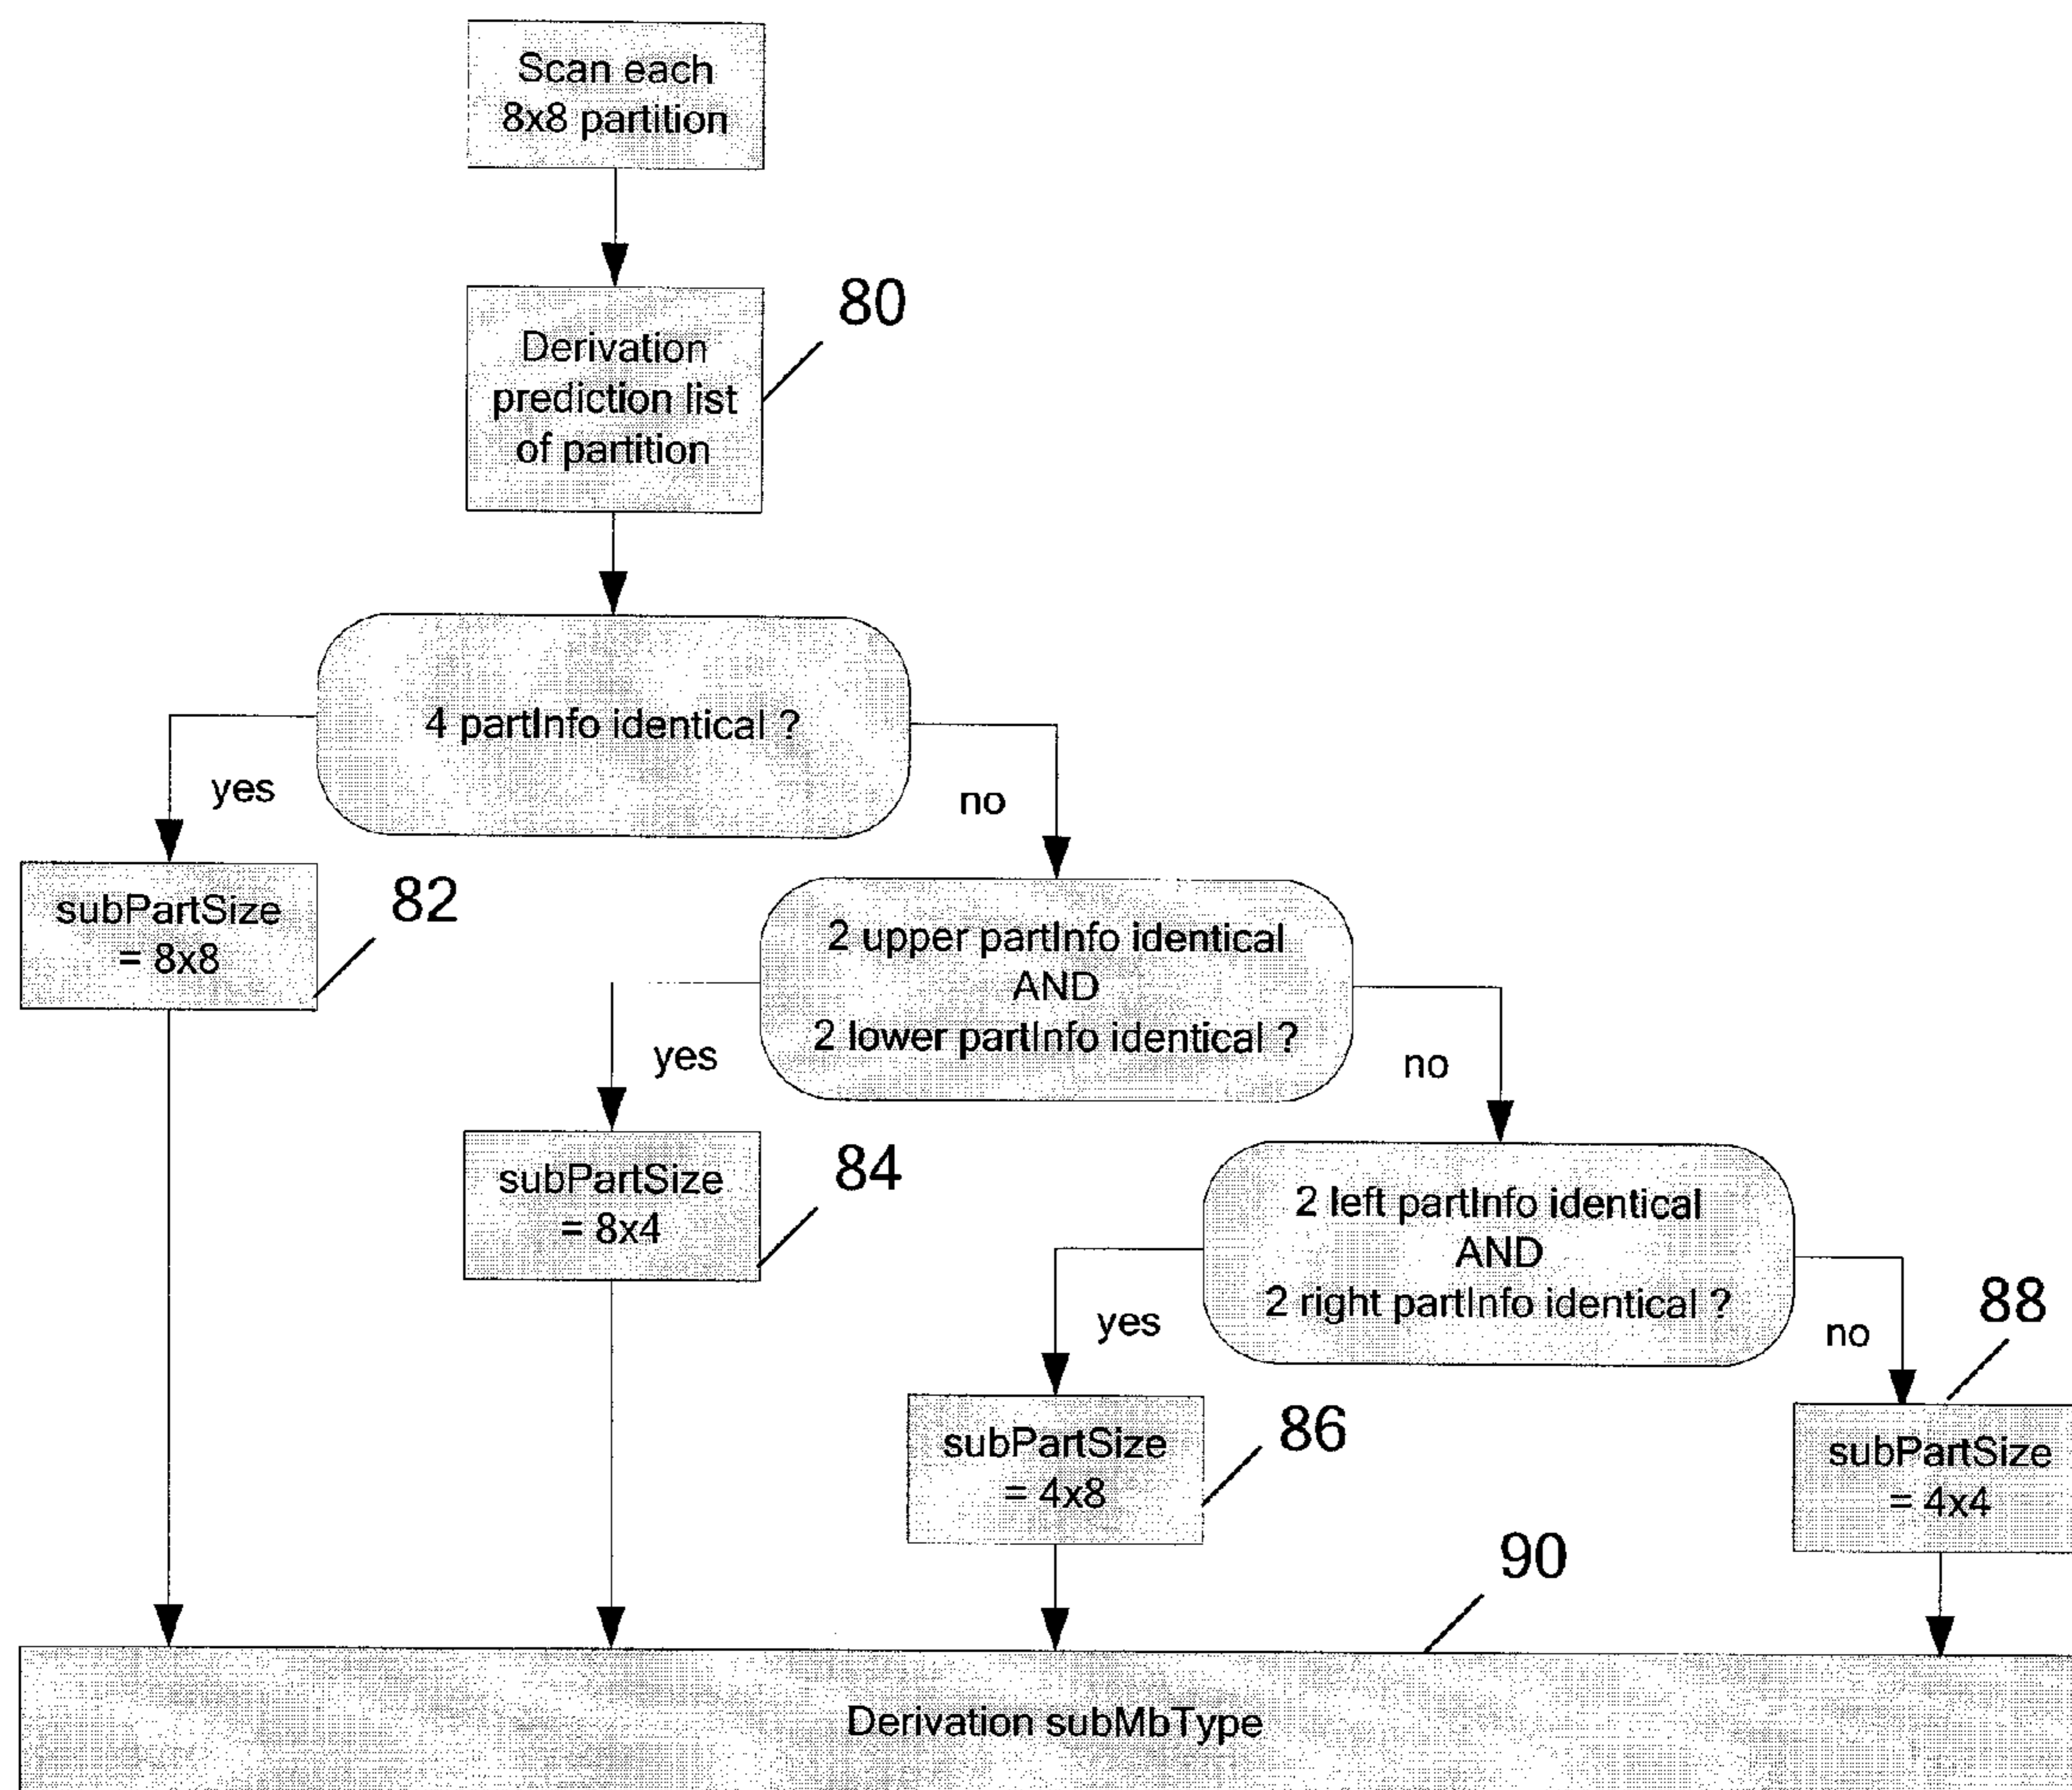 Scan each
8x8 partition
80
Derivation
prediction list
of partition
4 partInfo identical ?
yes
no
82
subPartSize
= 8x8
2 upper partInfo identical
AND
2 lower partInfo identical ?
yes
no
84
subPartSize
= 8x4
2 left partInfo identical
AND
2 right partInfo identical ?
yes
no
88
86
subPartSize
= 4x8
subPartSize
= 4x4
90
Derivation subMbType